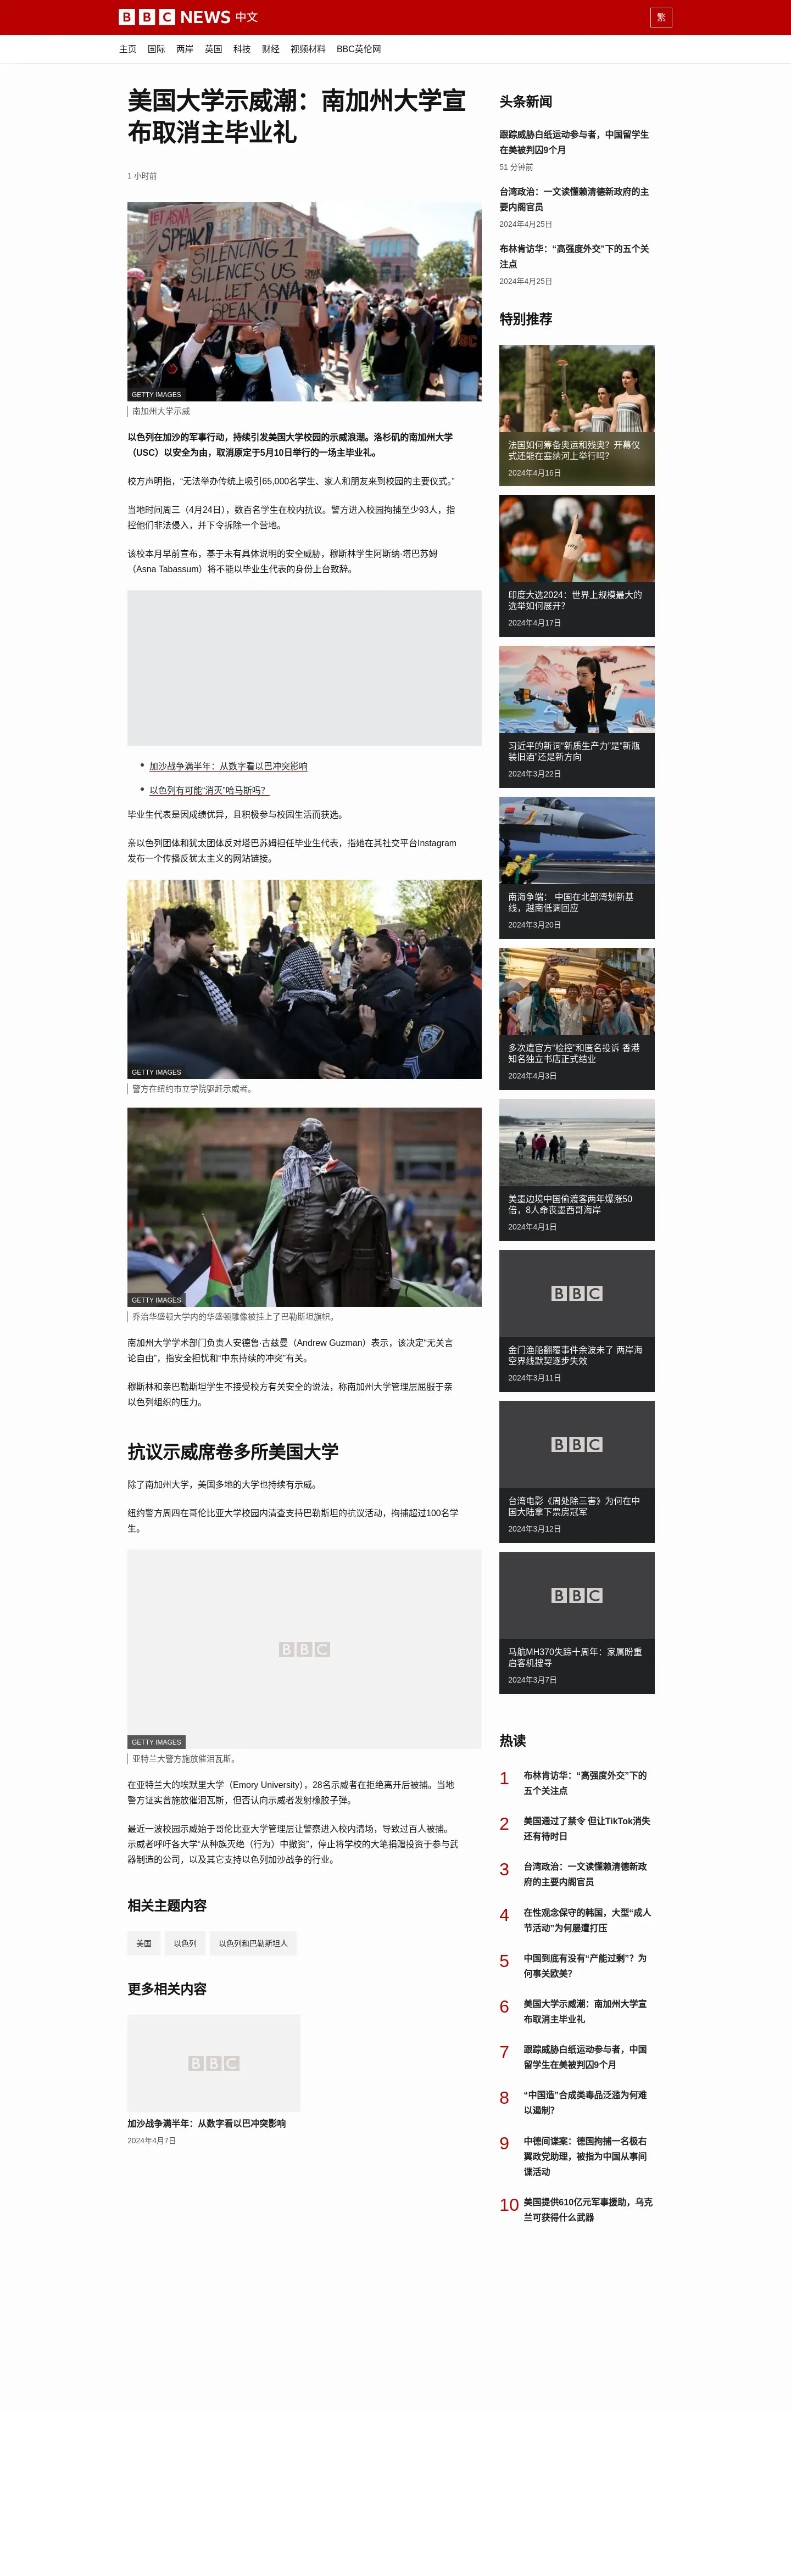 BBC NEWS 中文
繁
主页 国际 两岸 英国 科技 财经 视频材料 BBC英伦网
美国大学示威潮：南加州大学宣
布取消主毕业礼
1 小时前
LET ASNA
SPEAK!
SILENCING 1
SILENCES US
ALL. LET ASNA
SPEAK!!
GETTY IMAGES
南加州大学示威
以色列在加沙的军事行动，持续引发美国大学校园的示威浪潮。洛杉矶的南加州大学
（USC）以安全为由，取消原定于5月10日举行的一场主毕业礼。
校方声明指，“无法举办传统上吸引65,000名学生、家人和朋友来到校园的主要仪式。”
当地时间周三（4月24日），数百名学生在校内抗议。警方进入校园拘捕至少93人，指
控他们非法侵入，并下令拆除一个营地。
该校本月早前宣布，基于未有具体说明的安全威胁，穆斯林学生阿斯纳·塔巴苏姆
（Asna Tabassum）将不能以毕业生代表的身份上台致辞。
加沙战争满半年：从数字看以巴冲突影响
以色列有可能“消灭”哈马斯吗？
毕业生代表是因成绩优异，且积极参与校园生活而获选。
亲以色列团体和犹太团体反对塔巴苏姆担任毕业生代表，指她在其社交平台Instagram
发布一个传播反犹太主义的网站链接。
GETTY IMAGES
警方在纽约市立学院驱赶示威者。
GETTY IMAGES
乔治华盛顿大学内的华盛顿雕像被挂上了巴勒斯坦旗帜。
南加州大学学术部门负责人安德鲁·古兹曼（Andrew Guzman）表示，该决定“无关言
论自由”，指安全担忧和“中东持续的冲突”有关。
穆斯林和亲巴勒斯坦学生不接受校方有关安全的说法，称南加州大学管理层屈服于亲
以色列组织的压力。
抗议示威席卷多所美国大学
除了南加州大学，美国多地的大学也持续有示威。
纽约警方周四在哥伦比亚大学校园内清查支持巴勒斯坦的抗议活动，拘捕超过100名学
生。
BBC
GETTY IMAGES
亚特兰大警方施放催泪瓦斯。
在亚特兰大的埃默里大学（Emory University），28名示威者在拒绝离开后被捕。当地
警方证实曾施放催泪瓦斯，但否认向示威者发射橡胶子弹。
最近一波校园示威始于哥伦比亚大学管理层让警察进入校内清场，导致过百人被捕。
示威者呼吁各大学“从种族灭绝（行为）中撤资”，停止将学校的大笔捐赠投资于参与武
器制造的公司，以及其它支持以色列加沙战争的行业。
相关主题内容
美国 以色列 以色列和巴勒斯坦人
更多相关内容
BBC
加沙战争满半年：从数字看以巴冲突影响
2024年4月7日
头条新闻
跟踪威胁白纸运动参与者，中国留学生
在美被判囚9个月
51 分钟前
台湾政治：一文读懂赖清德新政府的主
要内阁官员
2024年4月25日
布林肯访华：“高强度外交”下的五个关
注点
2024年4月25日
特别推荐
法国如何筹备奥运和残奥？开幕仪
式还能在塞纳河上举行吗？
2024年4月16日
印度大选2024：世界上规模最大的
选举如何展开？
2024年4月17日
习近平的新词“新质生产力”是“新瓶
装旧酒”还是新方向
2024年3月22日
南海争端： 中国在北部湾划新基
线，越南低调回应
2024年3月20日
多次遭官方“检控”和匿名投诉 香港
知名独立书店正式结业
2024年4月3日
美墨边境中国偷渡客两年爆涨50
倍，8人命丧墨西哥海岸
2024年4月1日
BBC
金门渔船翻覆事件余波未了 两岸海
空界线默契逐步失效
2024年3月11日
BBC
台湾电影《周处除三害》为何在中
国大陆拿下票房冠军
2024年3月12日
BBC
马航MH370失踪十周年：家属盼重
启客机搜寻
2024年3月7日
热读
1 布林肯访华：“高强度外交”下的
五个关注点
2 美国通过了禁令 但让TikTok消失
还有待时日
3 台湾政治：一文读懂赖清德新政
府的主要内阁官员
4 在性观念保守的韩国，大型“成人
节活动”为何屡遭打压
5 中国到底有没有“产能过剩”？为
何事关欧美？
6 美国大学示威潮：南加州大学宣
布取消主毕业礼
7 跟踪威胁白纸运动参与者，中国
留学生在美被判囚9个月
8 “中国造”合成类毒品泛滥为何难
以遏制？
9 中德间谍案：德国拘捕一名极右
翼政党助理，被指为中国从事间
谍活动
10 美国提供610亿元军事援助，乌克
兰可获得什么武器